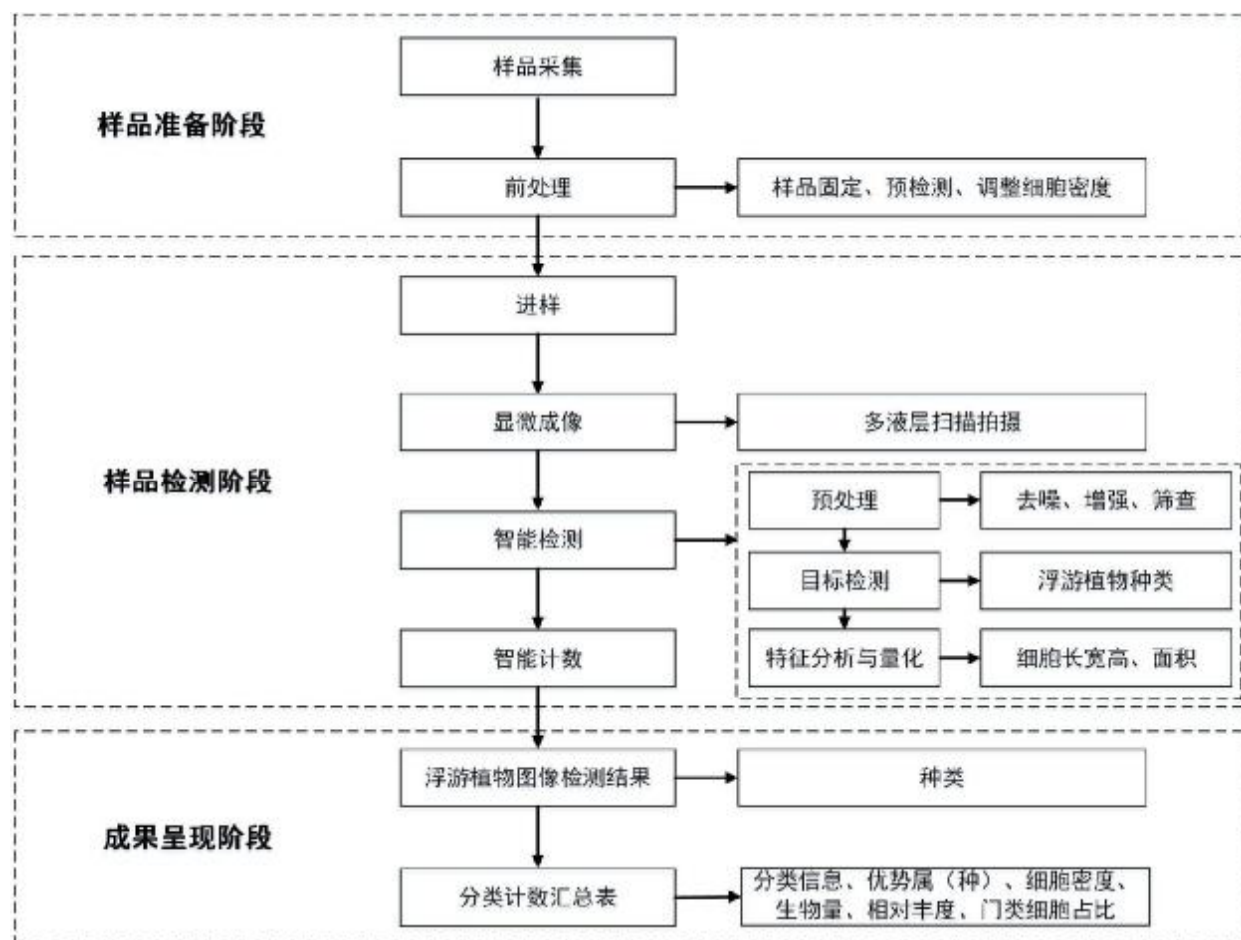 样品准备阶段
样品采集
前处理
样品固定、预检测、调整细胞密度
样品检测阶段
进样
显微成像
多液层扫描拍摄
智能检测
预处理
去噪、增强、筛查
目标检测
浮游植物种类
特征分析与量化
细胞长宽高、面积
智能计数
成果呈现阶段
浮游植物图像检测结果
种类
分类计数汇总表
分类信息、优势属（种）、细胞密度、
生物量、相对丰度、门类细胞占比